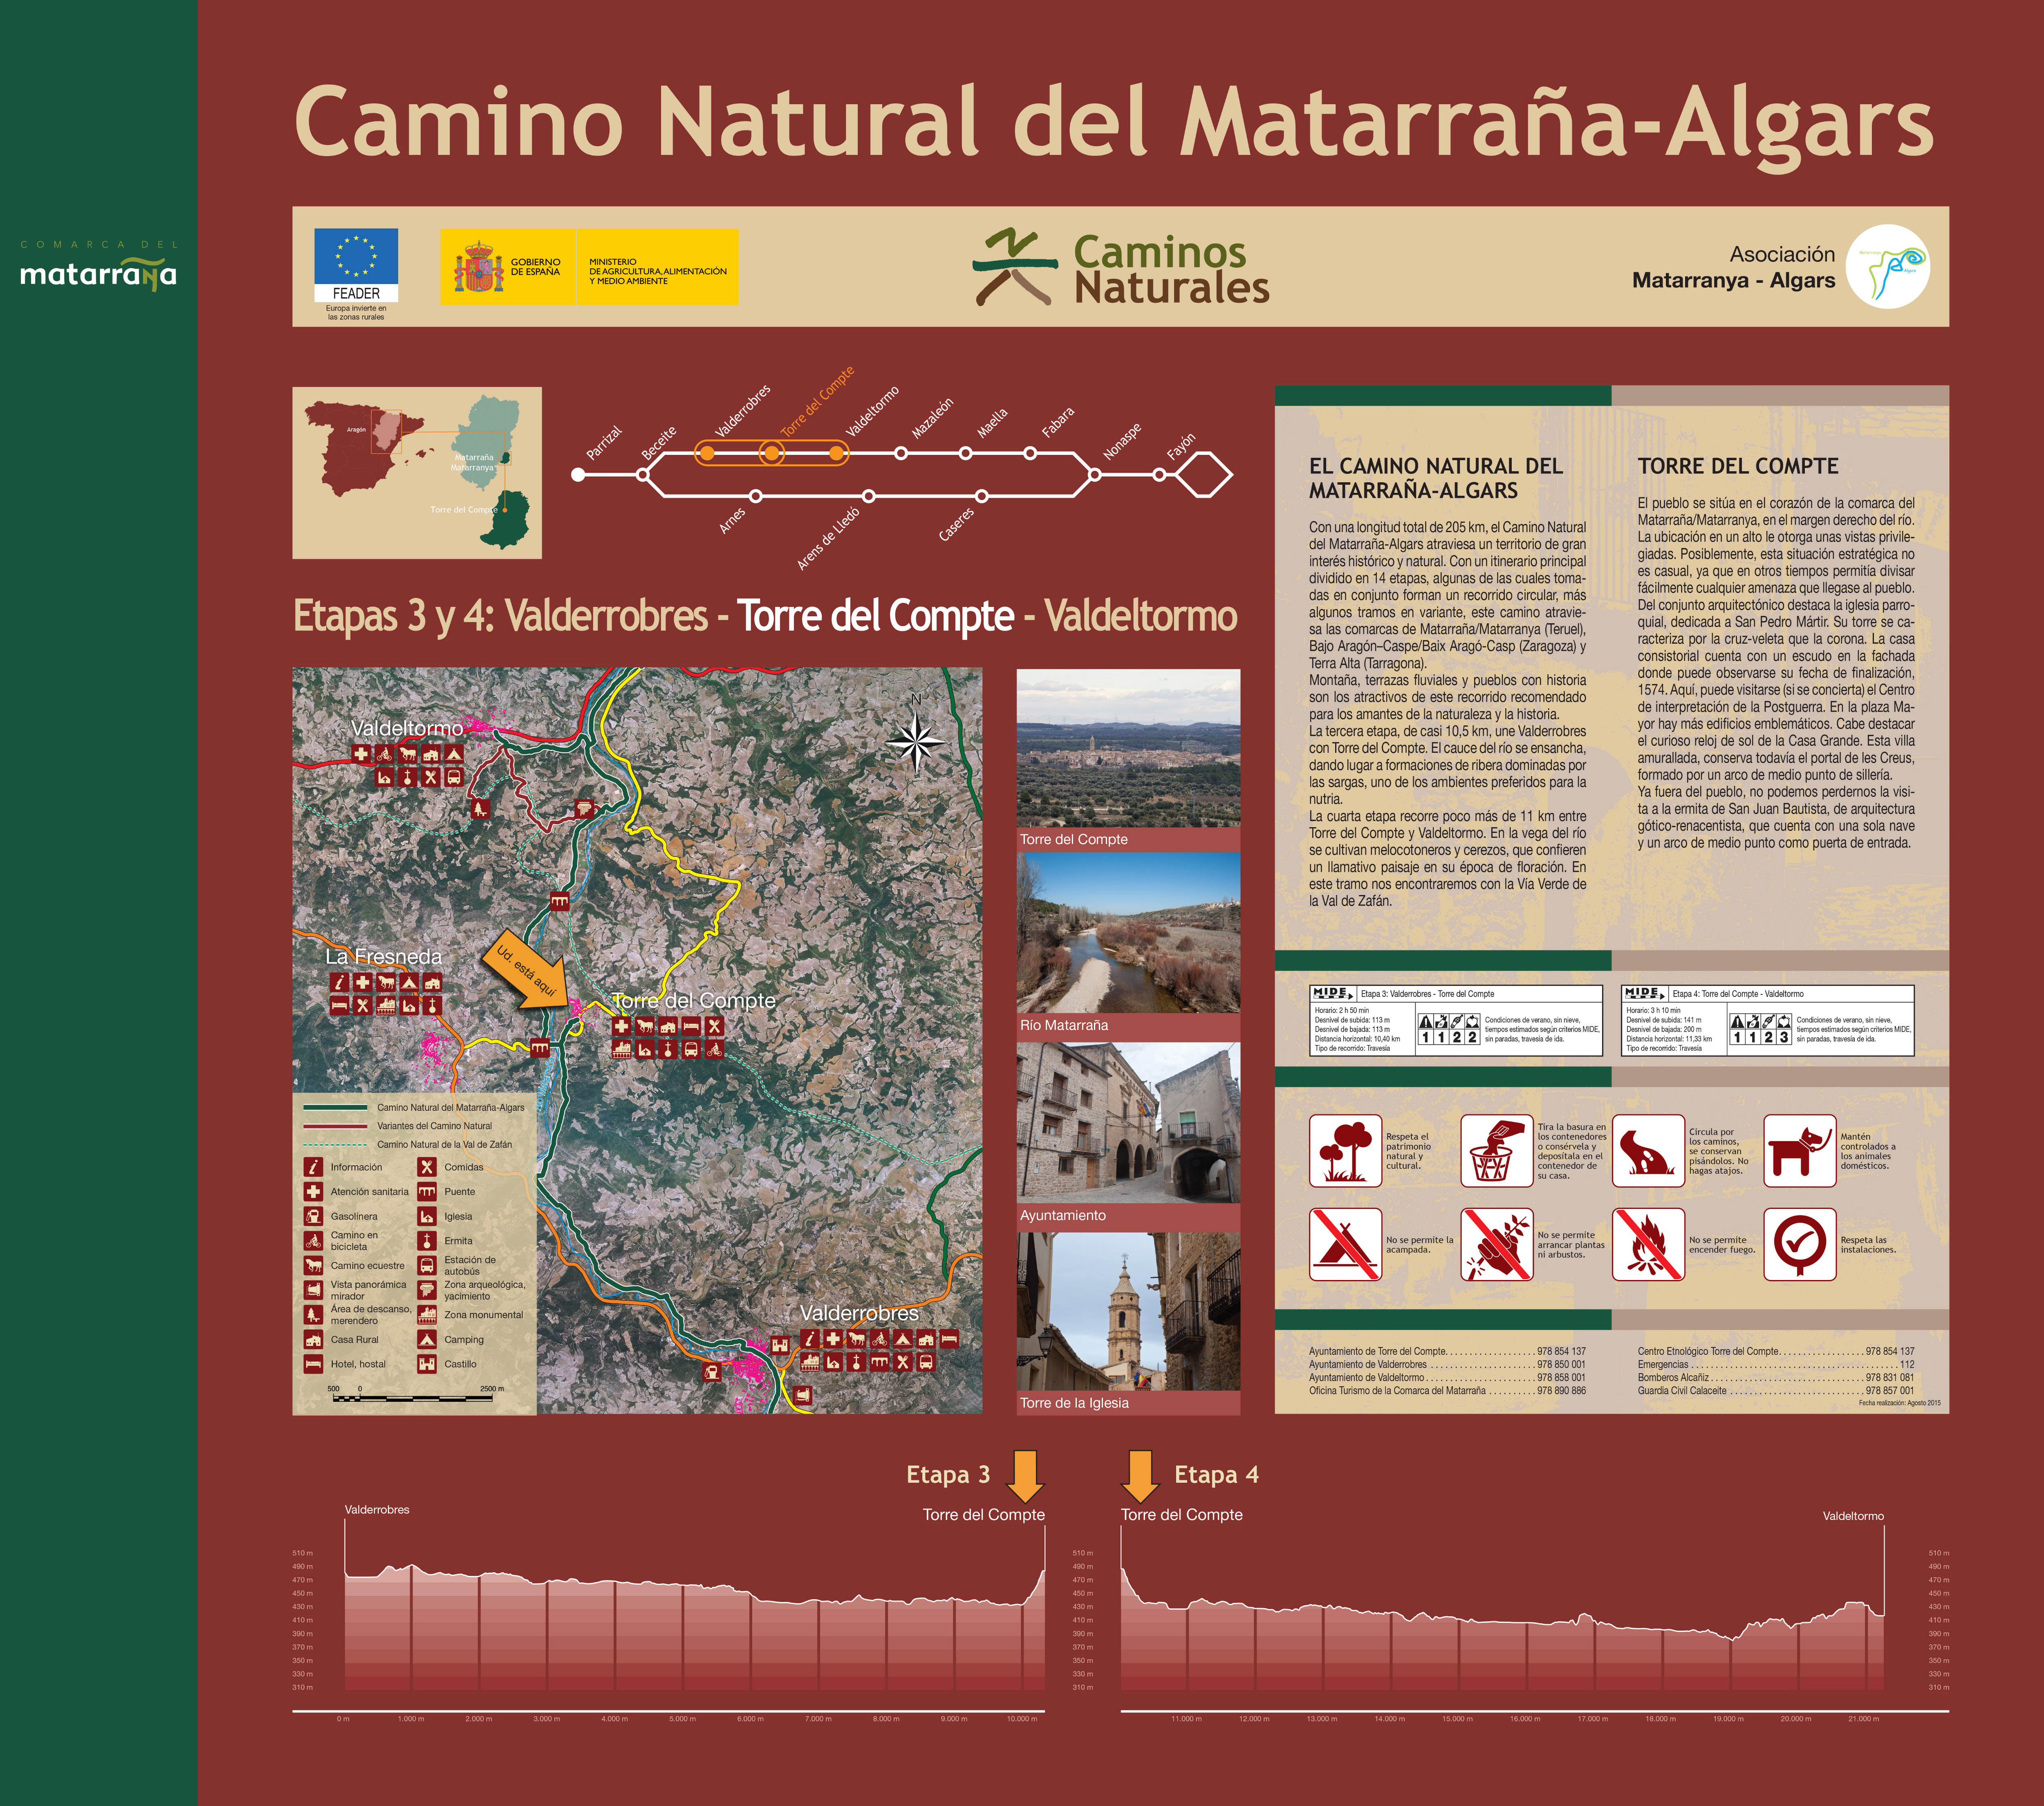 Camino Natural del Matarraña-Algars
COMARCA DEL
matarraña
FEADER
Europa invierte en
las zonas rurales
GOBIERNO
DE ESPAÑA
MINISTERIO
DE AGRICULTURA, ALIMENTACIÓN
Y MEDIO AMBIENTE
Caminos
Naturales
Asociación
Matarranya - Algars
Aragón
Matarraña
Matarranya
Torre del Compte
Parrizal
Beceite
Valderrobres
Torre del Compte
Valdeltormo
Mazaleón
Maella
Fabara
Nonaspe
Fayón
Arnes
Arens de Lledó
Caseres
Etapas 3 y 4: Valderrobres - Torre del Compte - Valdeltormo
Valdeltormo
N
La Fresneda
Ud. está aquí
Torre del Compte
Valderrobres
Camino Natural del Matarraña-Algars
Variantes del Camino Natural
Camino Natural de la Val de Zafán
Información
Comidas
Atención sanitaria
Puente
Gasolinera
Iglesia
Camino en
bicicleta
Ermita
Camino ecuestre
Estación de
autobús
Vista panorámica
mirador
Zona arqueológica,
yacimiento
Área de descanso,
merendero
Zona monumental
Casa Rural
Camping
Hotel, hostal
Castillo
500 0 2500 m
Torre del Compte
Río Matarraña
Ayuntamiento
Torre de la Iglesia
EL CAMINO NATURAL DEL
MATARRAÑA-ALGARS
Con una longitud total de 205 km, el Camino Natural
del Matarraña-Algars atraviesa un territorio de gran
interés histórico y natural. Con un itinerario principal
dividido en 14 etapas, algunas de las cuales toma-
das en conjunto forman un recorrido circular, más
algunos tramos en variante, este camino atravie-
sa las comarcas de Matarraña/Matarranya (Teruel),
Bajo Aragón–Caspe/Baix Aragó-Casp (Zaragoza) y
Terra Alta (Tarragona).
Montaña, terrazas fluviales y pueblos con historia
son los atractivos de este recorrido recomendado
para los amantes de la naturaleza y la historia.
La tercera etapa, de casi 10,5 km, une Valderrobres
con Torre del Compte. El cauce del río se ensancha,
dando lugar a formaciones de ribera dominadas por
las sargas, uno de los ambientes preferidos para la
nutria.
La cuarta etapa recorre poco más de 11 km entre
Torre del Compte y Valdeltormo. En la vega del río
se cultivan melocotoneros y cerezos, que confieren
un llamativo paisaje en su época de floración. En
este tramo nos encontraremos con la Vía Verde de
la Val de Zafán.
TORRE DEL COMPTE
El pueblo se sitúa en el corazón de la comarca del
Matarraña/Matarranya, en el margen derecho del río.
La ubicación en un alto le otorga unas vistas privile-
giadas. Posiblemente, esta situación estratégica no
es casual, ya que en otros tiempos permitía divisar
fácilmente cualquier amenaza que llegase al pueblo.
Del conjunto arquitectónico destaca la iglesia parro-
quial, dedicada a San Pedro Mártir. Su torre se ca-
racteriza por la cruz-veleta que la corona. La casa
consistorial cuenta con un escudo en la fachada
donde puede observarse su fecha de finalización,
1574. Aquí, puede visitarse (si se concierta) el Centro
de interpretación de la Postguerra. En la plaza Ma-
yor hay más edificios emblemáticos. Cabe destacar
el curioso reloj de sol de la Casa Grande. Esta villa
amurallada, conserva todavía el portal de les Creus,
formado por un arco de medio punto de sillería.
Ya fuera del pueblo, no podemos perdernos la visi-
ta a la ermita de San Juan Bautista, de arquitectura
gótico-renacentista, que cuenta con una sola nave
y un arco de medio punto como puerta de entrada.
MIDE Etapa 3: Valderrobres - Torre del Compte
Horario: 2 h 50 min
Desnivel de subida: 113 m
Desnivel de bajada: 113 m
Distancia horizontal: 10,40 km
Tipo de recorrido: Travesía
1 1 2 2
Condiciones de verano, sin nieve,
tiempos estimados según criterios MIDE,
sin paradas, travesía de ida.
MIDE Etapa 4: Torre del Compte - Valdeltormo
Horario: 3 h 10 min
Desnivel de subida: 141 m
Desnivel de bajada: 200 m
Distancia horizontal: 11,33 km
Tipo de recorrido: Travesía
1 1 2 3
Condiciones de verano, sin nieve,
tiempos estimados según criterios MIDE,
sin paradas, travesía de ida.
Respeta el
patrimonio
natural y
cultural.
Tira la basura en
los contenedores
o consérvela y
deposítala en el
contenedor de
su casa.
Circula por
los caminos,
se conservan
pisándolos. No
hagas atajos.
Mantén
controlados a
los animales
domésticos.
No se permite la
acampada.
No se permite
arrancar plantas
ni arbustos.
No se permite
encender fuego.
Respeta las
instalaciones.
Ayuntamiento de Torre del Compte. . . . . . . . . . . . . . . . . 978 854 137
Ayuntamiento de Valderrobres . . . . . . . . . . . . . . . . . . . . 978 850 001
Ayuntamiento de Valdeltormo . . . . . . . . . . . . . . . . . . . . . 978 858 001
Oficina Turismo de la Comarca del Matarraña . . . . . . . . . . 978 890 886
Centro Etnológico Torre del Compte. . . . . . . . . . . . . . . . 978 854 137
Emergencias . . . . . . . . . . . . . . . . . . . . . . . . . . . . . . . . . . . . . 112
Bomberos Alcañiz . . . . . . . . . . . . . . . . . . . . . . . . . . . . 978 831 081
Guardia Civil Calaceite . . . . . . . . . . . . . . . . . . . . . . . . . 978 857 001
Fecha realización: Agosto 2015
Etapa 3
Etapa 4
Valderrobres
Torre del Compte
Torre del Compte
Valdeltormo
510 m 510 m 510 m
490 m 490 m 490 m
470 m 470 m 470 m
450 m 450 m 450 m
430 m 430 m 430 m
410 m 410 m 410 m
390 m 390 m 390 m
370 m 370 m 370 m
350 m 350 m 350 m
330 m 330 m 330 m
310 m 310 m 310 m
0 m 1.000 m 2.000 m 3.000 m 4.000 m 5.000 m 6.000 m 7.000 m 8.000 m 9.000 m 10.000 m 11.000 m 12.000 m 13.000 m 14.000 m 15.000 m 16.000 m 17.000 m 18.000 m 19.000 m 20.000 m 21.000 m